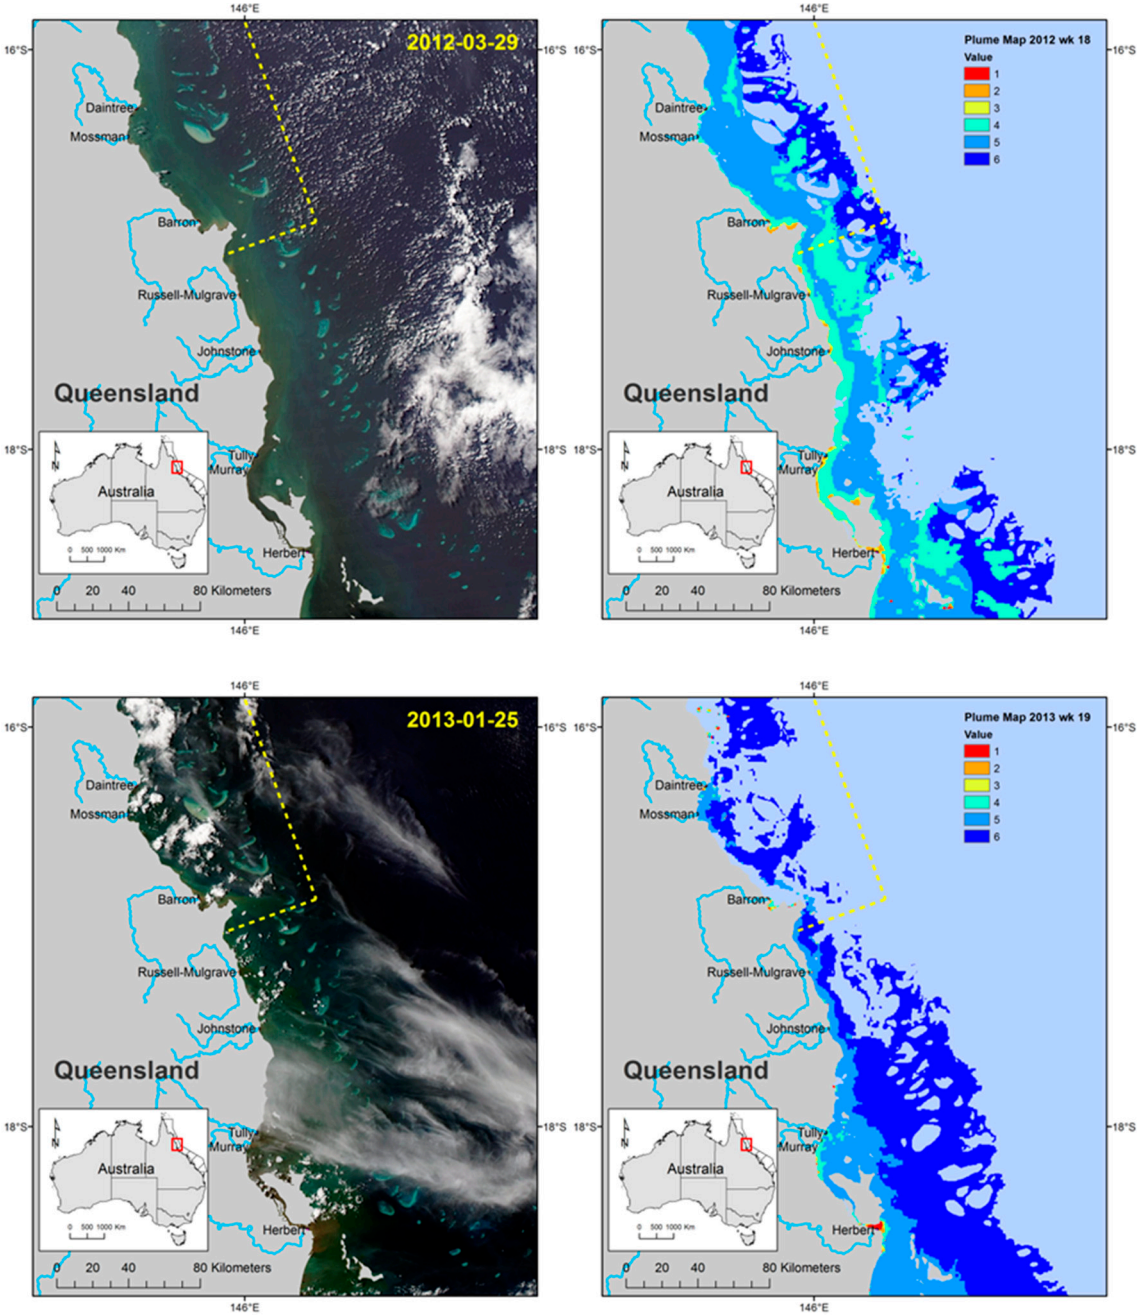 146°E
146°E
16°S
2012-03-29
Daintree
Mossman
Barron
Russell-Mulgrave
Johnstone
Queensland
Tully
Murray
18°S
N
Australia
0 500 1000 Km
Herbert
0 20 40 80 Kilometers
146°E
16°S
Plume Map 2012 wk 18
Value
1
2
3
4
5
6
Daintree
Mossman
Barron
Russell-Mulgrave
Johnstone
Queensland
Tully
Murray
18°S
18°S
N
Australia
0 500 1000 Km
Herbert
0 20 40 80 Kilometers
146°E
16°S
146°E
146°E
16°S
2013-01-25
Daintree
Mossman
Barron
Russell-Mulgrave
Johnstone
Queensland
Tully
Murray
18°S
N
Australia
0 500 1000 Km
Herbert
0 20 40 80 Kilometers
146°E
16°S
Plume Map 2013 wk 19
Value
1
2
3
4
5
6
Daintree
Mossman
Barron
Russell-Mulgrave
Johnstone
Queensland
Tully
Murray
18°S
18°S
N
Australia
0 500 1000 Km
Herbert
0 20 40 80 Kilometers
146°E
16°S